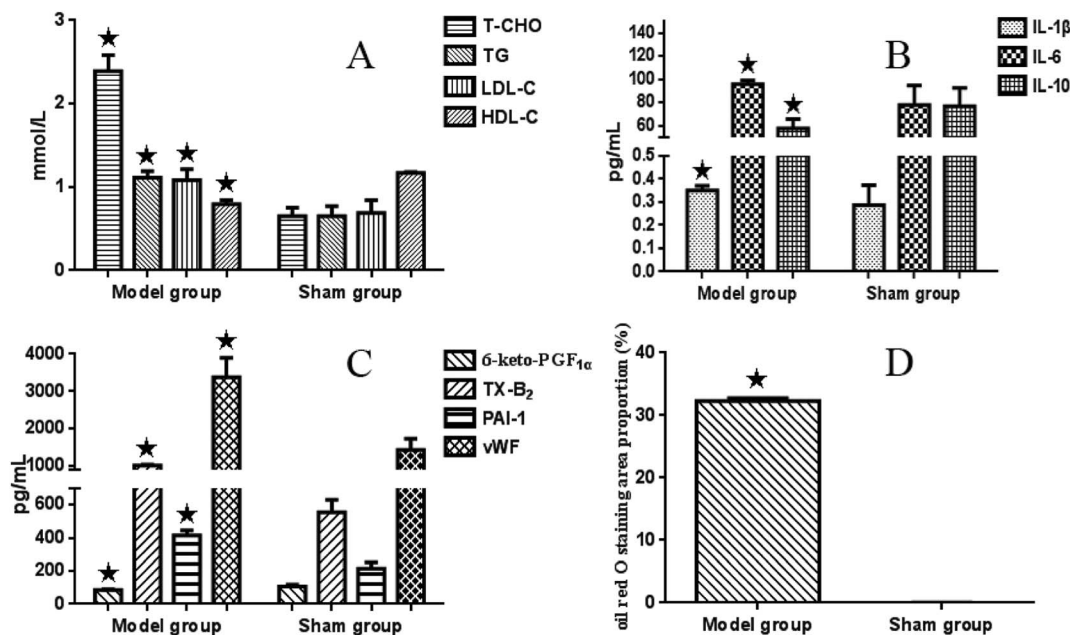 A
mmol/L
3
2
1
0
★
★
★
★
Model group
Sham group
T-CHO
TG
LDL-C
HDL-C
B
pg/mL
120
100
80
60
40
0.5
0.4
0.3
0.2
0.1
0.0
★
★
★
Model group
Sham group
IL-1β
IL-6
IL-10
C
pg/mL
4000
3000
2000
1000
600
400
200
0
★
★
★
★
Model group
Sham group
6-keto-PGF1α
TX-B2
PAI-1
vWF
D
oil red O staining area proportion (%)
40
30
20
10
0
★
Model group
Sham group